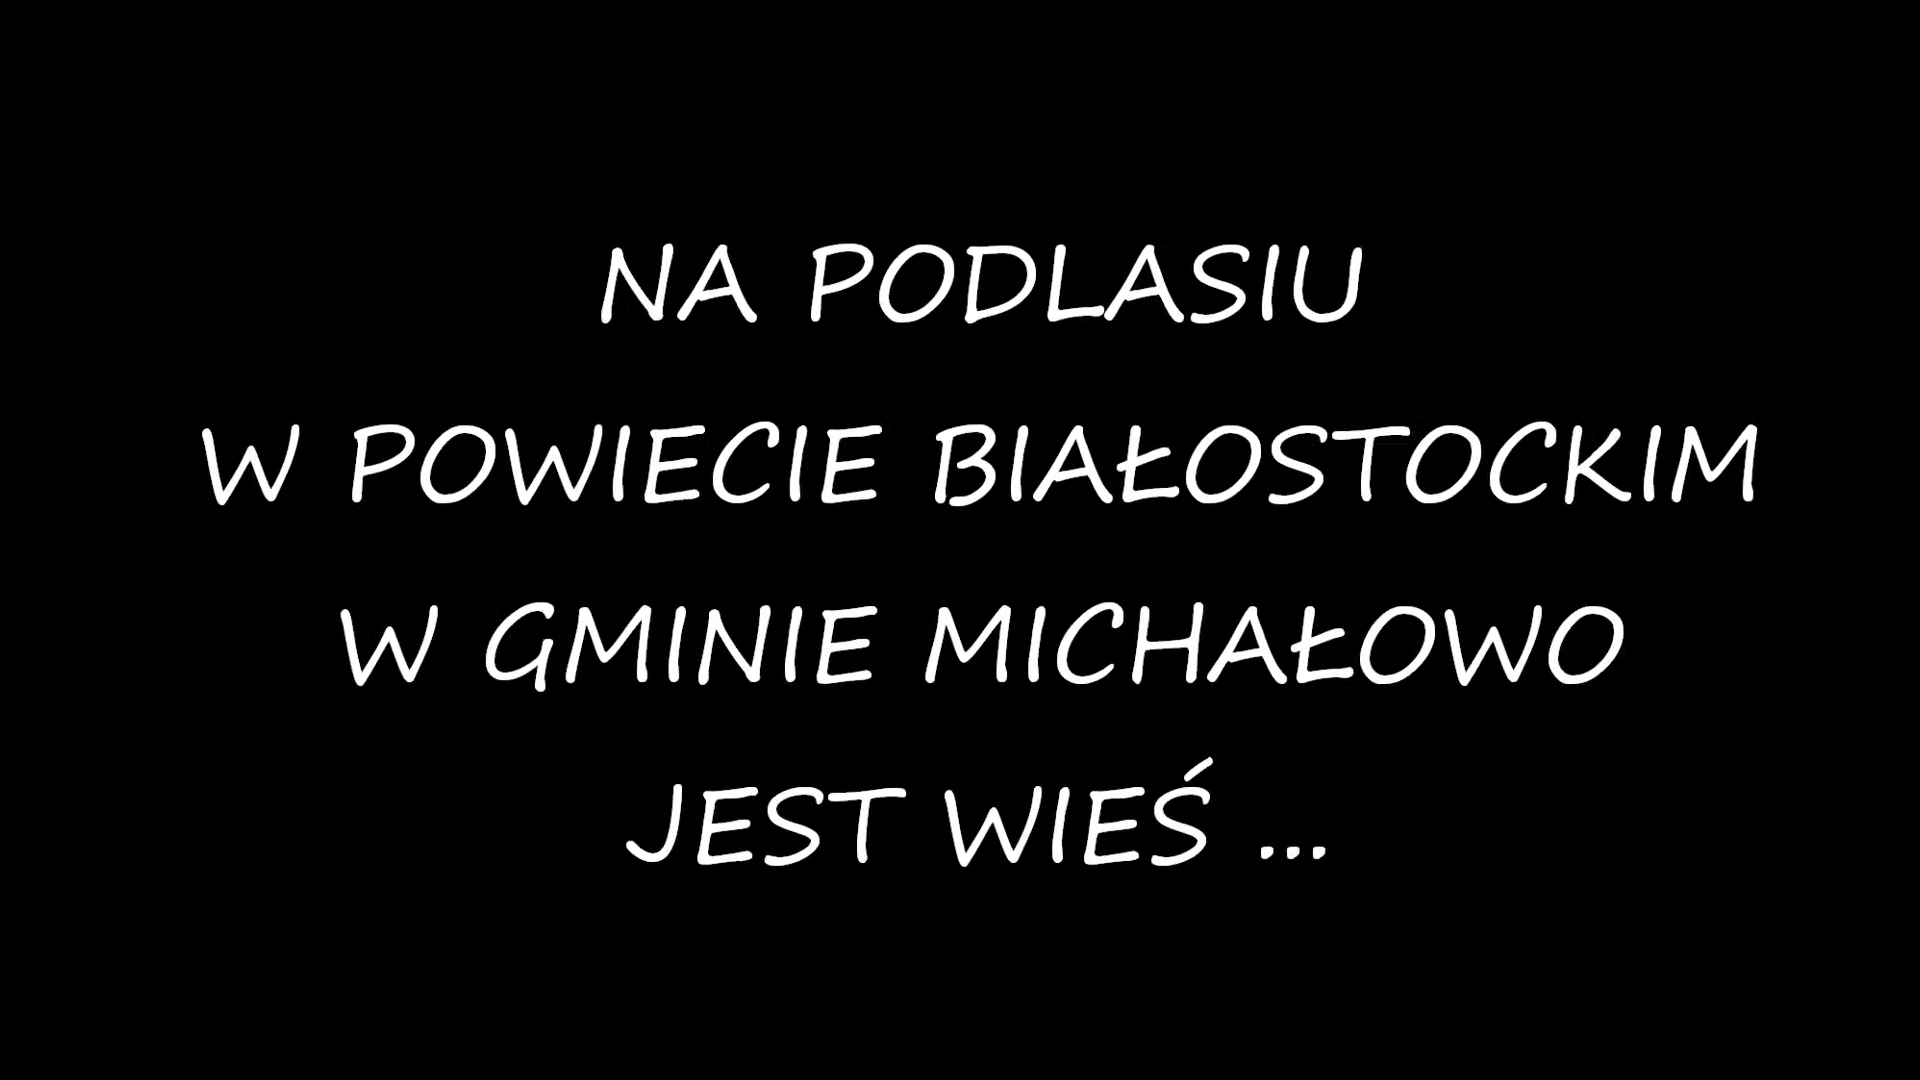 NA PODLASIU
W POWIECIE BIAŁOSTOCKIM
W GMINIE MICHAŁOWO
JEST WIEŚ ...